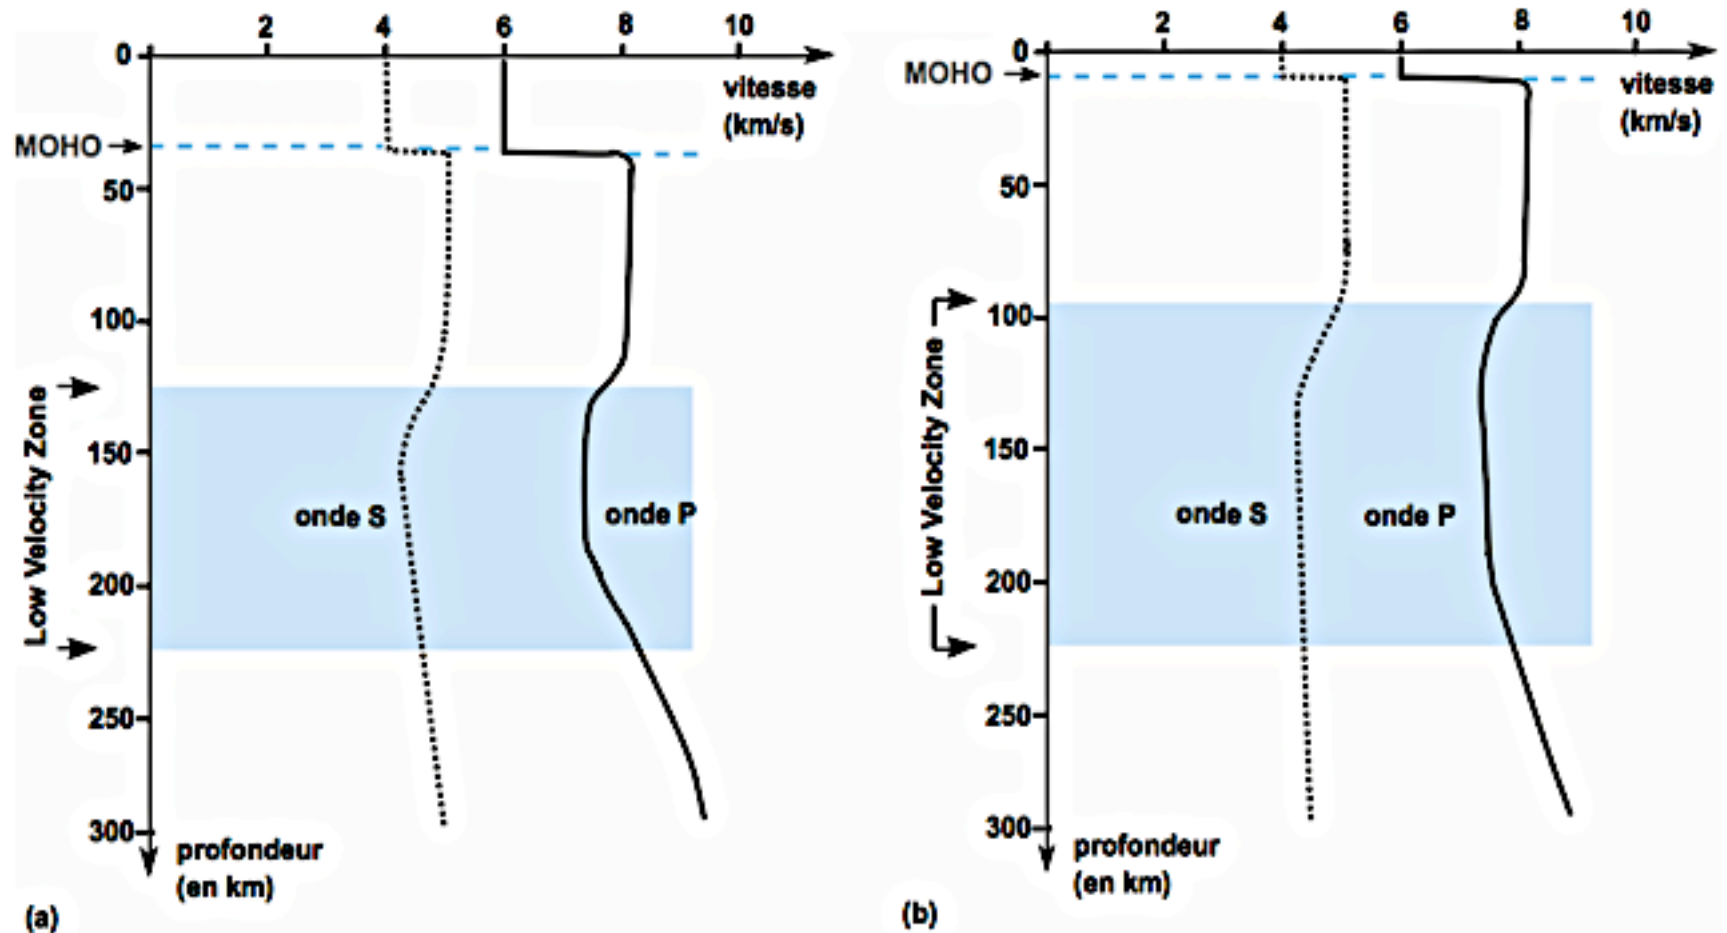 0 2 4 6 8 10
vitesse
(km/s)
MOHO
50
100
150
200
250
300
Low Velocity Zone
onde S
onde P
profondeur
(en km)
(a)
0 2 4 6 8 10
vitesse
(km/s)
MOHO
50
100
150
200
250
300
Low Velocity Zone
onde S
onde P
profondeur
(en km)
(b)